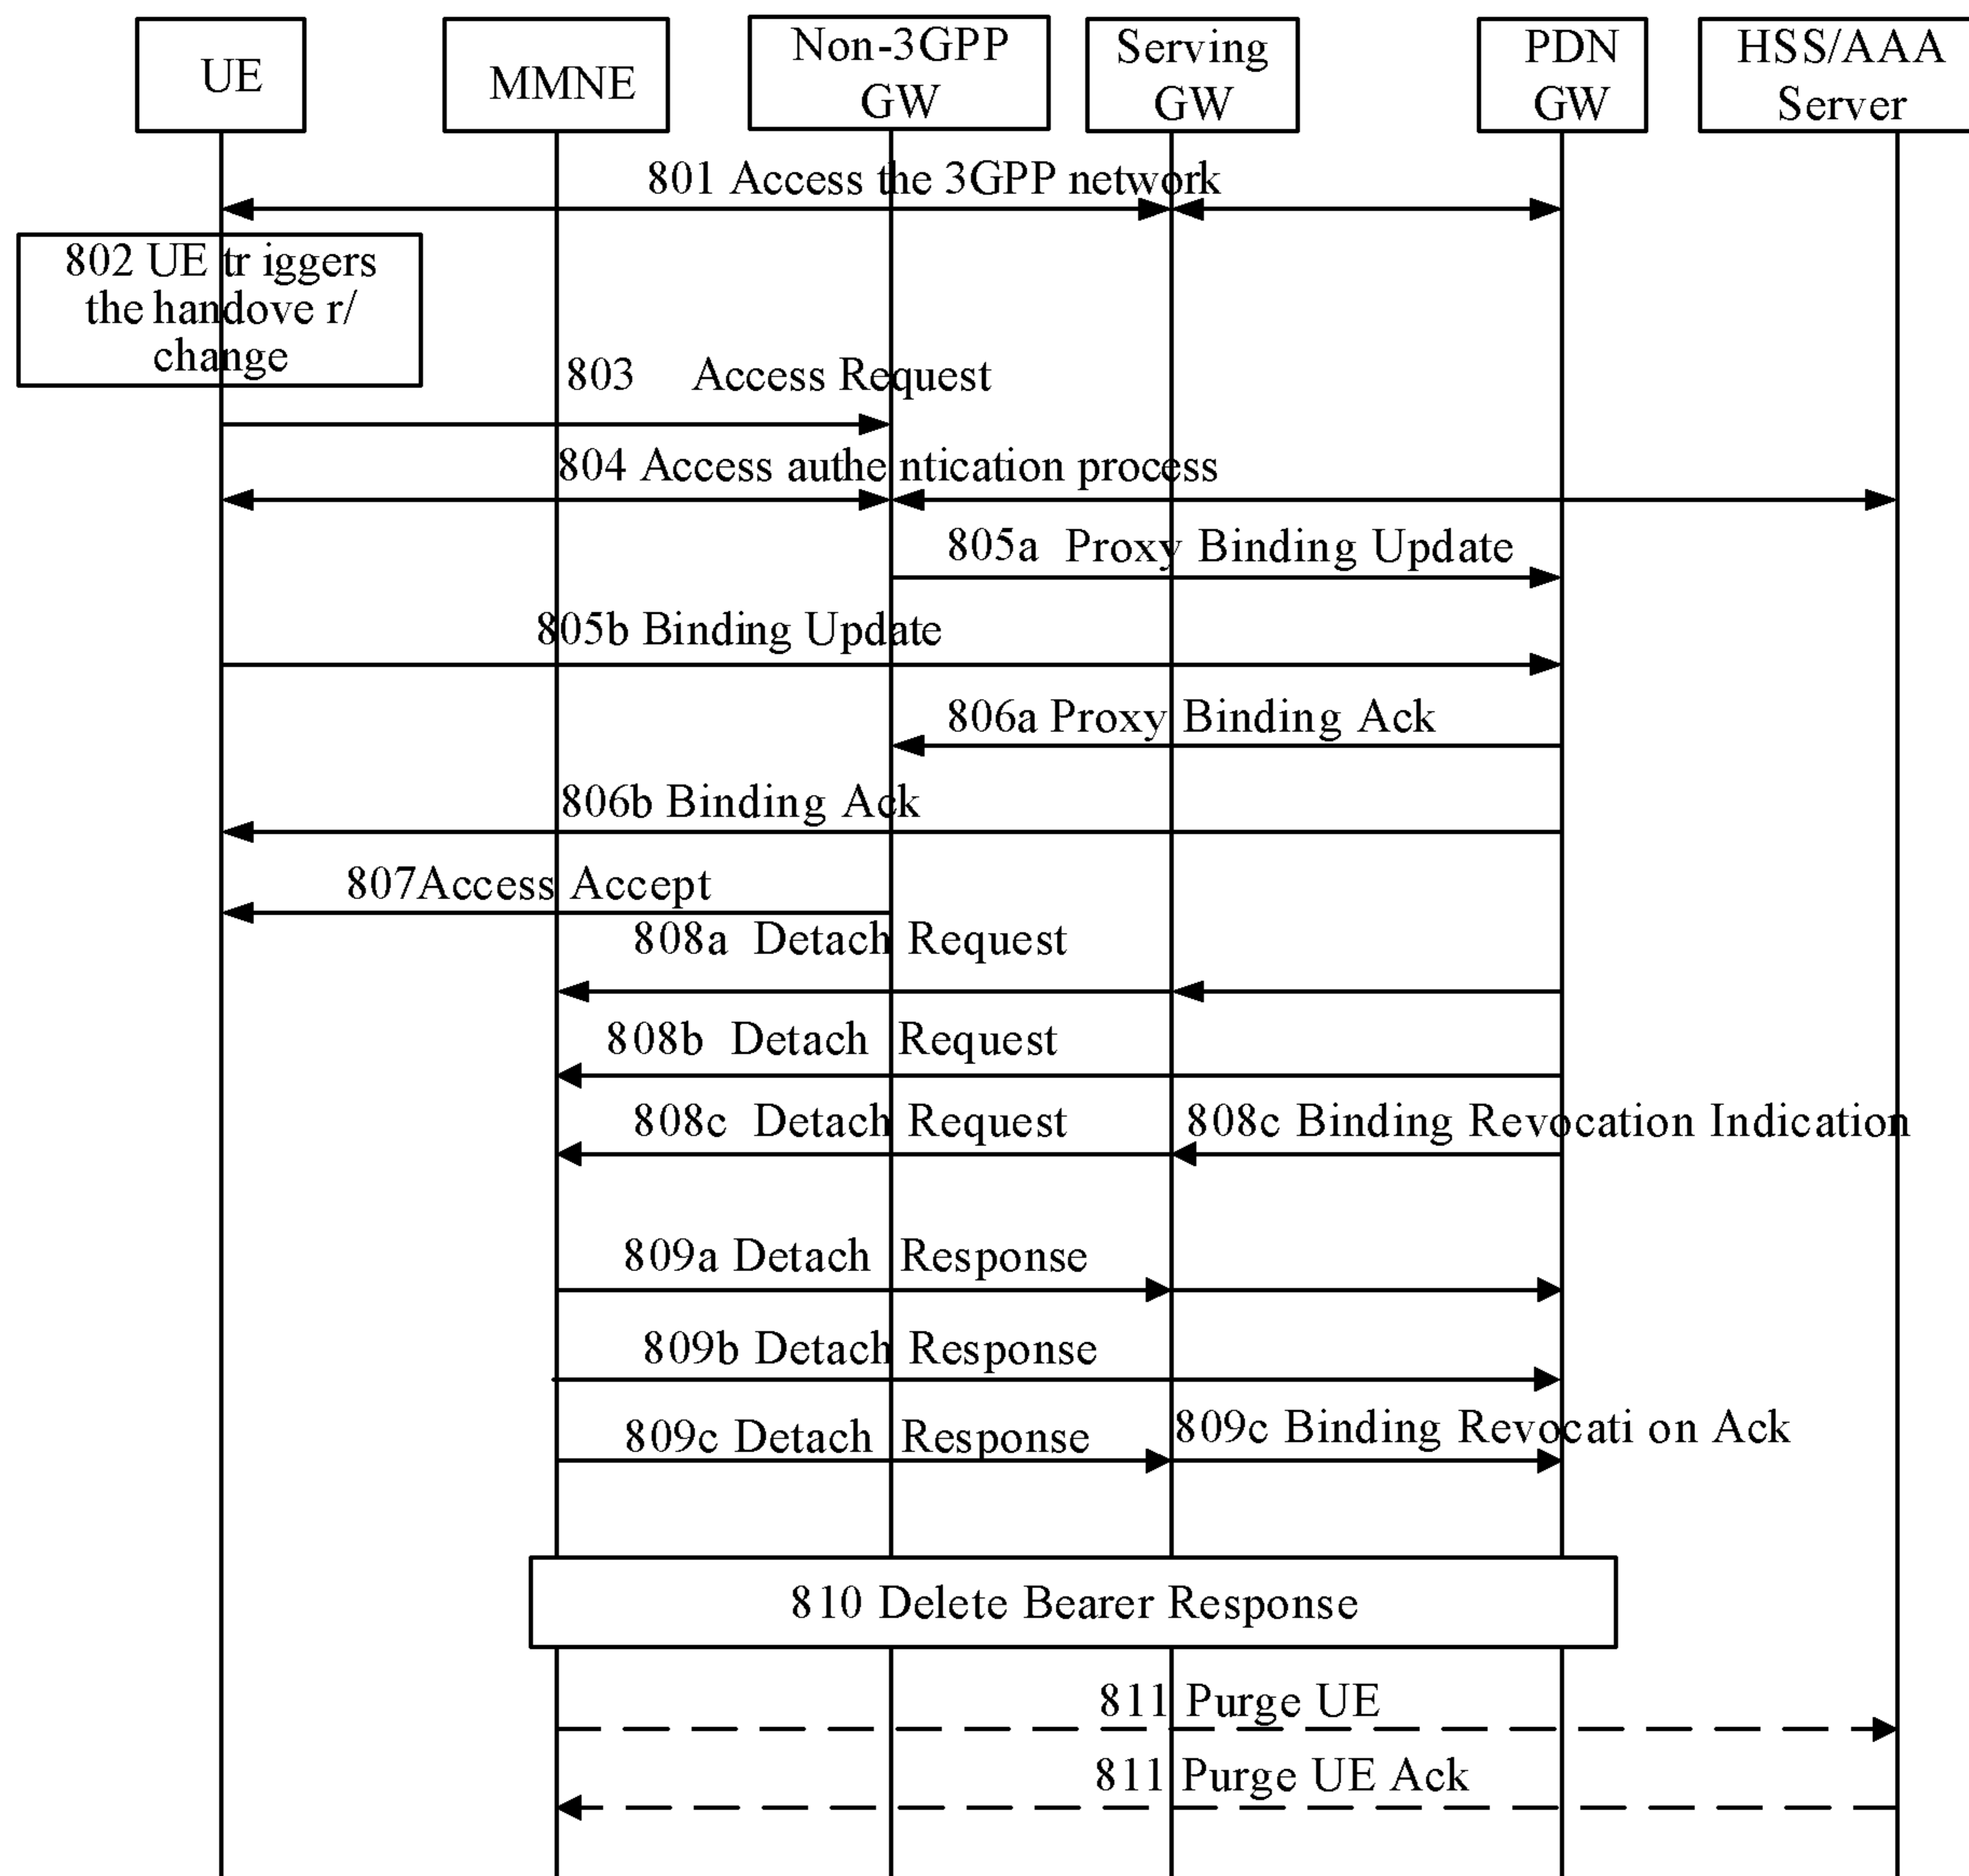 UE
MMNE
Non-3GPP
GW
Serving
GW
PDN
GW
HSS/AAA
Server
801 Access the 3GPP network
802 UE tr iggers
the handove r/
change
803 Access Request
804 Access authe ntication process
805a Proxy Binding Update
805b Binding Update
806a Proxy Binding Ack
806b Binding Ack
807Access Accept
808a Detach Request
808b Detach Request
808c Detach Request
808c Binding Revocation Indication
809a Detach Response
809b Detach Response
809c Detach Response
809c Binding Revocati on Ack
810 Delete Bearer Response
811 Purge UE
811 Purge UE Ack